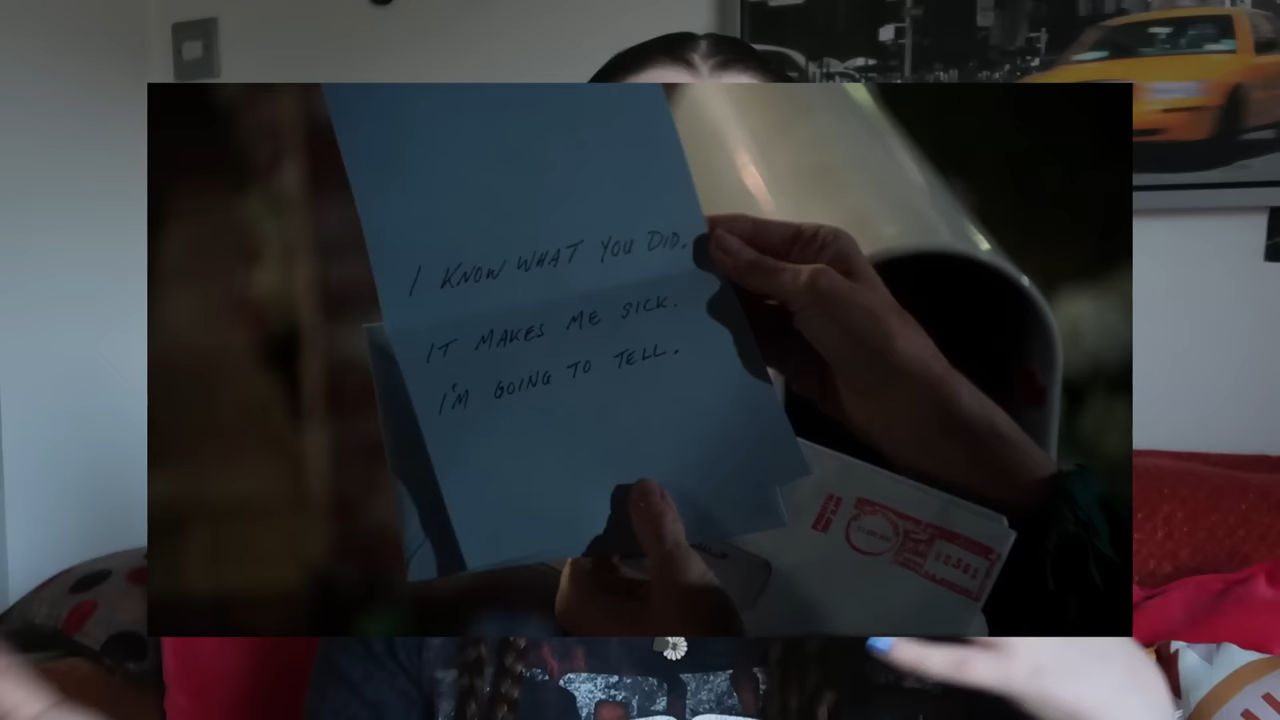 I KNOW WHAT YOU DID.
IT MAKES ME SICK.
I'M GOING TO TELL.